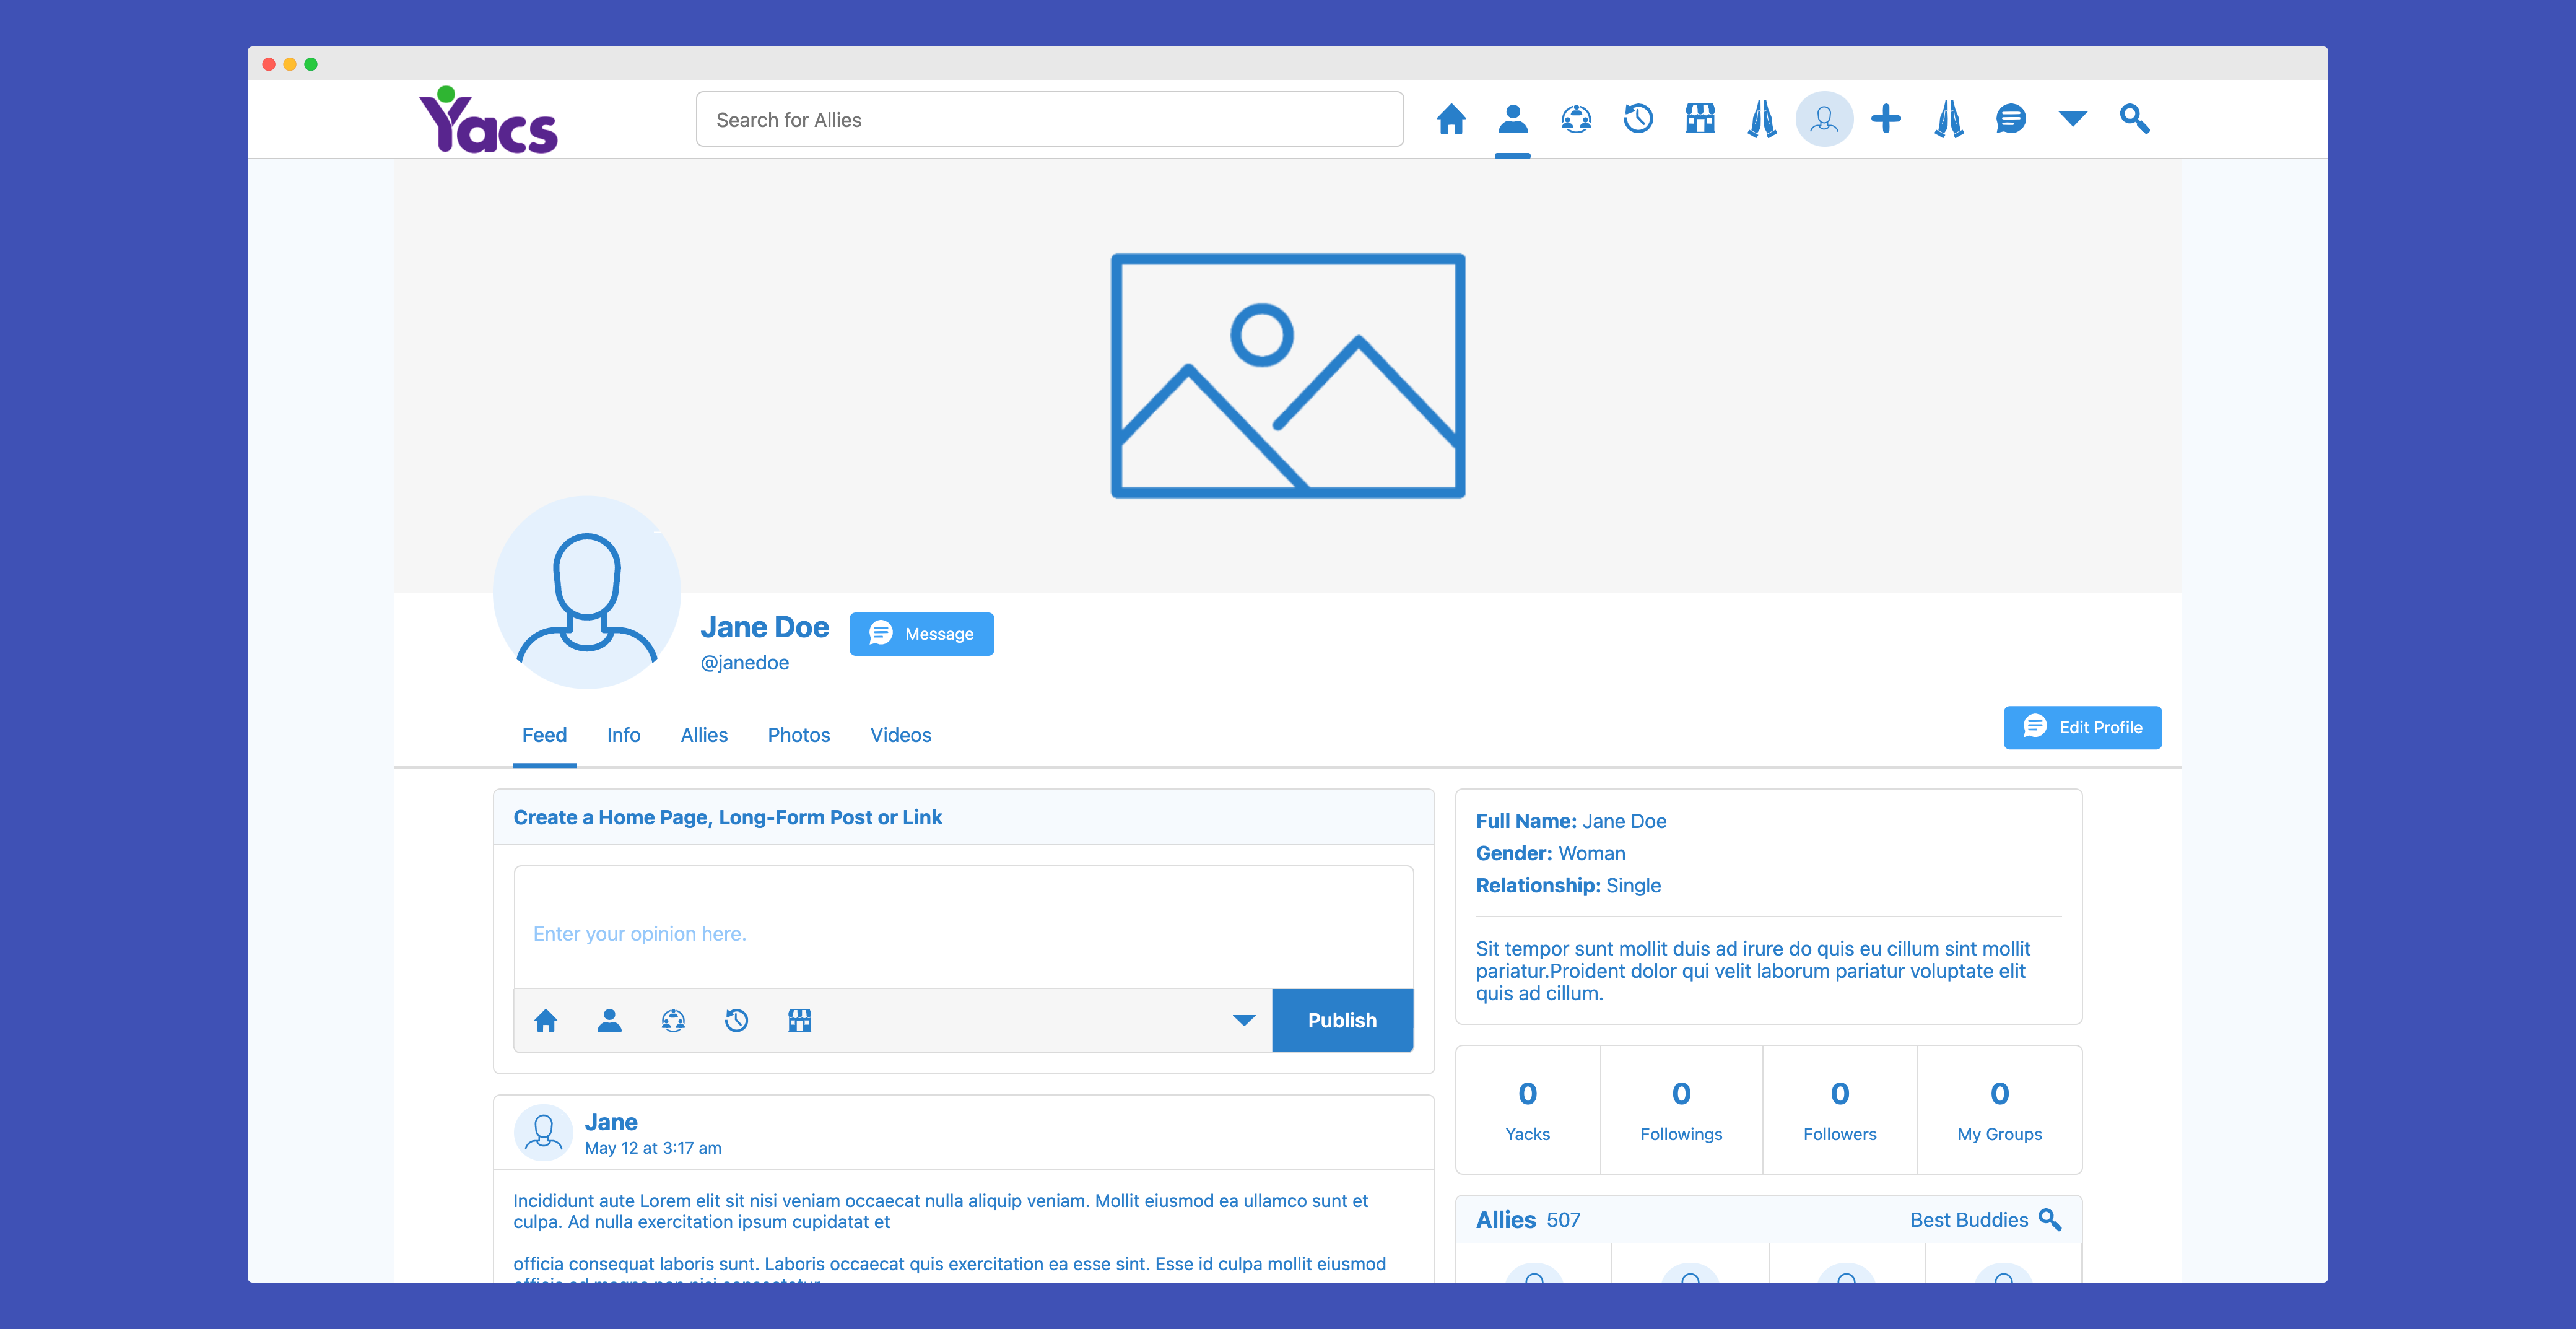 Yacs
Search for Allies
Jane Doe
Message
@janedoe
Feed
Info
Allies
Photos
Videos
Edit Profile
Create a Home Page, Long-Form Post or Link
Enter your opinion here.
Publish
Jane
May 12 at 3:17 am
Incididunt aute Lorem elit sit nisi veniam occaecat nulla aliquip veniam. Mollit eiusmod ea ullamco sunt et
culpa. Ad nulla exercitation ipsum cupidatat et
officia consequat laboris sunt. Laboris occaecat quis exercitation ea esse sint. Esse id culpa mollit eiusmod
Full Name: Jane Doe
Gender: Woman
Relationship: Single
Sit tempor sunt mollit duis ad irure do quis eu cillum sint mollit
pariatur.Proident dolor qui velit laborum pariatur voluptate elit
quis ad cillum.
0
Yacks
0
Followings
0
Followers
0
My Groups
Allies 507
Best Buddies